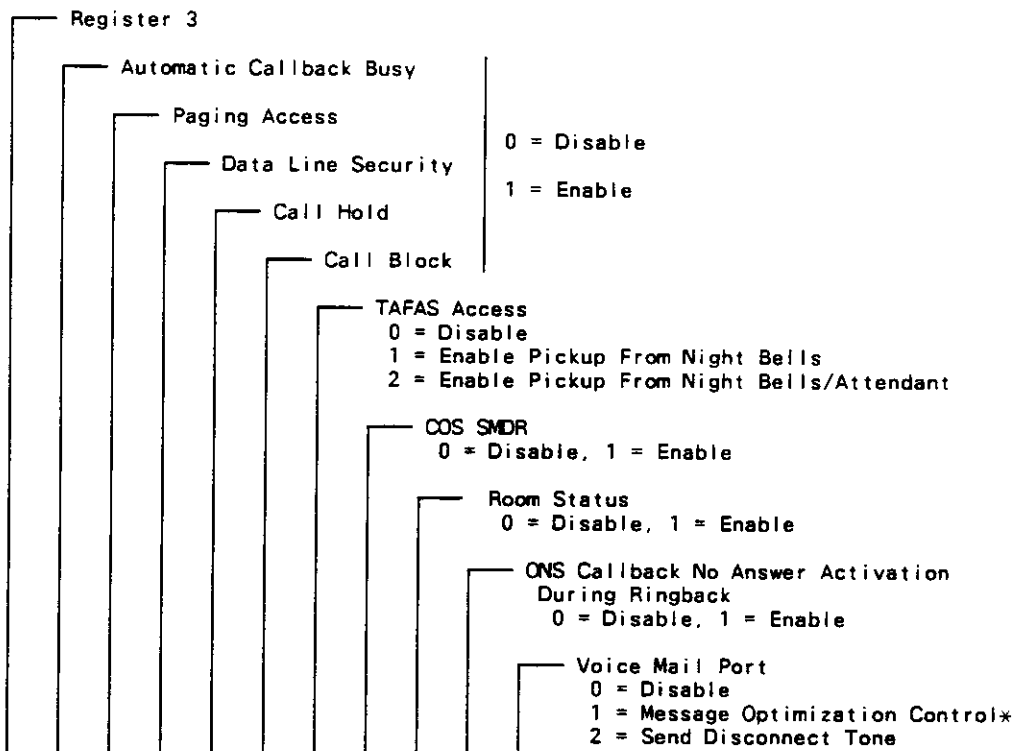 Register 3
Automatic Callback Busy
Paging Access
0 = Disable
Data Line Security
1 = Enable
Call Hold
Call Block
TAFAS Access
0 = Disable
1 = Enable Pickup From Night Bells
2 = Enable Pickup From Night Bells/Attendant
COS SMDR
0 = Disable, 1 = Enable
Room Status
0 = Disable, 1 = Enable
ONS Callback No Answer Activation
During Ringback
0 = Disable, 1 = Enable
Voice Mail Port
0 = Disable
1 = Message Optimization Control*
2 = Send Disconnect Tone